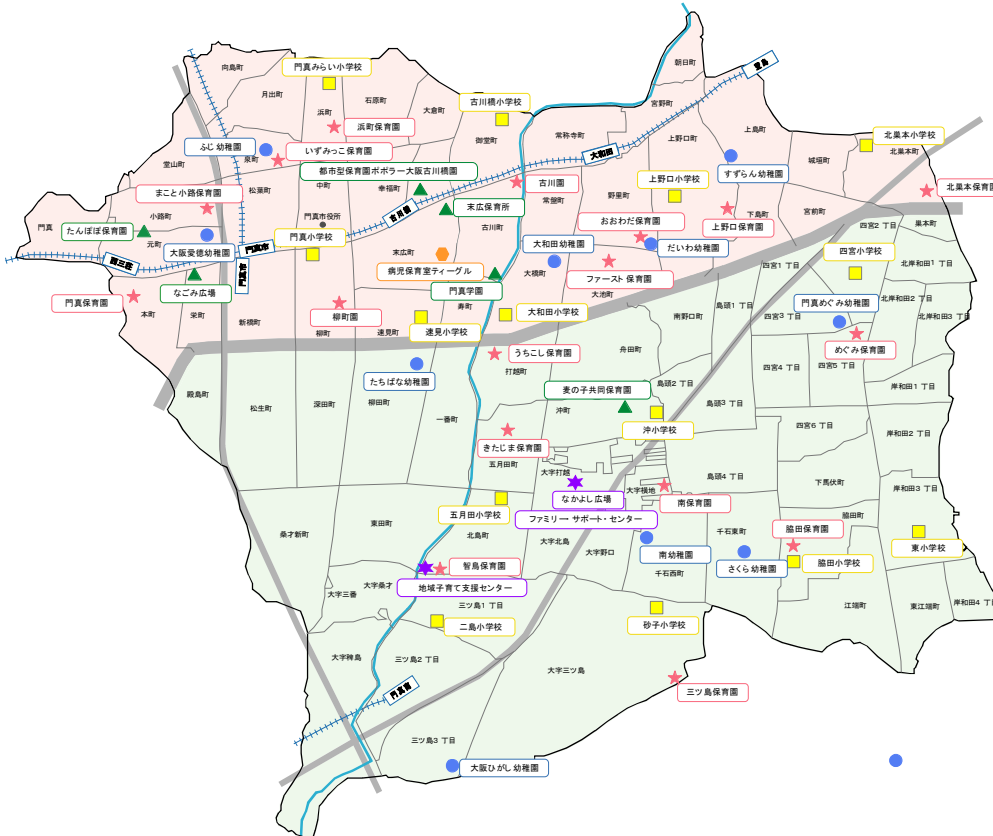 朝日町
向島町
門真みらい小学校
萱島
月出町
石原町
浜町
大倉町
古川橋小学校
宮野町
浜町保育園
御堂町
常称寺町
上野口町
上島町
北巣本小学校
ふじ幼稚園
泉町
いずみっこ保育園
大和田
城垣町
北巣本町
堂山町
都市型保育園ポポラー大阪古川橋園
すずらん幼稚園
松葉町
中町
幸福町
古川園
上野口小学校
まこと小路保育園
常盤町
野里町
北巣本保育園
小路町
門真市役所
古川橋
末広保育所
おおわだ保育園
下島町
宮前町
門真
たんぽぽ保育園
元町
門真小学校
古川町
上野口保育園
四宮2 丁目
巣本町
大阪愛徳幼稚園
門真市
末広町
大和田幼稚園
だいわ幼稚園
四宮小学校
西三荘
門真市
病児保育室ティーグル
大橋町
ファースト保育園
四宮1 丁目
北岸和田1 丁目
なごみ広場
門真学園
大池町
門真保育園
本町
栄町
新橋町
柳町園
寿町
大和田小学校
島頭1 丁目
門真めぐみ幼稚園
北岸和田2 丁目
柳町
速見町
速見小学校
南野口町
四宮3 丁目
北岸和田3 丁目
うちこし保育園
舟田町
めぐみ保育園
打越町
四宮4 丁目
四宮5 丁目
たちばな幼稚園
麦の子共同保育園
島頭2 丁目
岸和田1 丁目
殿島町
松生町
深田町
柳田町
一番町
沖町
島頭3 丁目
沖小学校
四宮6 丁目
岸和田2 丁目
きたじま保育園
五月田町
大字打越
島頭4 丁目
下馬伏町
なかよし広場
大字横地
南保育園
岸和田3 丁目
五月田小学校
ファミリー・サポート・センター
脇田町
桑才新町
東田町
北島町
大字北島
大字野口
千石東町
脇田保育園
東小学校
南幼稚園
智鳥保育園
さくら幼稚園
脇田小学校
千石西町
大字三番
大字桑才
地域子育て支援センター
三ツ島1 丁目
江端町
東江端町
岸和田4 丁目
二島小学校
砂子小学校
大字稗島
三ツ島2 丁目
大字三ツ島
門真南
三ツ島保育園
三ツ島3 丁目
大阪ひがし幼稚園